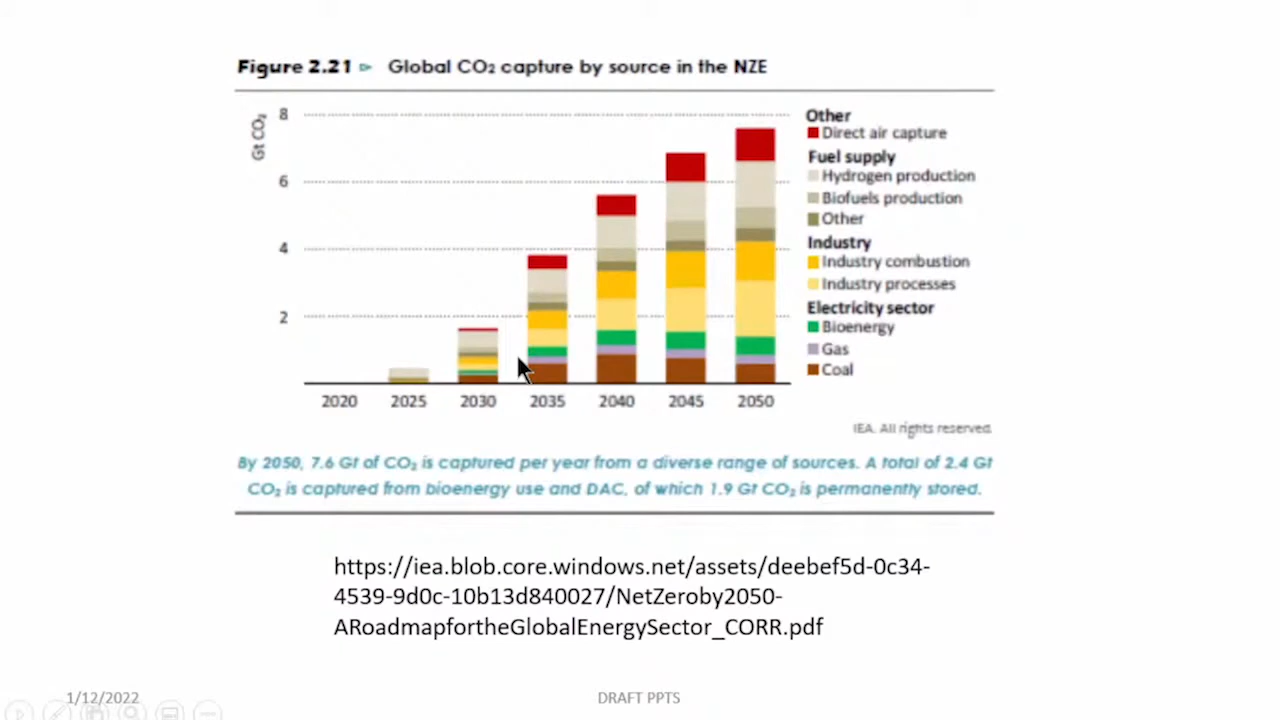 Figure 2.21 ▻ Global CO₂ capture by source in the NZE
Gt CO₂
8
6
4
2
2020 2025 2030 2035 2040 2045 2050
Other
Direct air capture
Fuel supply
Hydrogen production
Biofuels production
Other
Industry
Industry combustion
Industry processes
Electricity sector
Bioenergy
Gas
Coal
IEA. All rights reserved.
By 2050, 7.6 Gt of CO₂ is captured per year from a diverse range of sources. A total of 2.4 Gt
CO₂ is captured from bioenergy use and DAC, of which 1.9 Gt CO₂ is permanently stored.
https://iea.blob.core.windows.net/assets/deebef5d-0c34-
4539-9d0c-10b13d840027/NetZeroby2050-
ARoadmapfortheGlobalEnergySector_CORR.pdf
1/12/2022
DRAFT PPTS